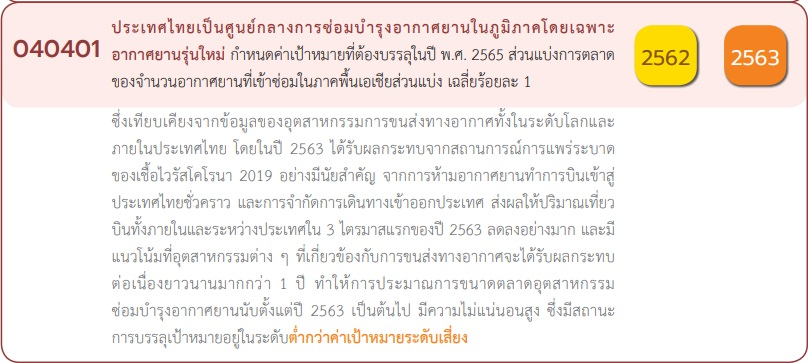 040401
ประเทศไทยเป็นศูนย์กลางการซ่อมบำรุงอากาศยานในภูมิภาคโดยเฉพาะ
อากาศยานรุ่นใหม่ กำหนดค่าเป้าหมายที่ต้องบรรลุในปี พ.ศ. 2565 ส่วนแบ่งการตลาด
ของจำนวนอากาศยานที่เข้าซ่อมในภาคพื้นเอเชียส่วนแบ่ง เฉลี่ยร้อยละ 1
2562
2563
ซึ่งเทียบเคียงจากข้อมูลของอุตสาหกรรมการขนส่งทางอากาศทั้งในระดับโลกและ
ภายในประเทศไทย โดยในปี 2563 ได้รับผลกระทบจากสถานการณ์การแพร่ระบาด
ของเชื้อไวรัสโคโรนา 2019 อย่างมีนัยสำคัญ จากการห้ามอากาศยานทำการบินเข้าสู่
ประเทศไทยชั่วคราว และการจำกัดการเดินทางเข้าออกประเทศ ส่งผลให้ปริมาณเที่ยว
บินทั้งภายในและระหว่างประเทศใน 3 ไตรมาสแรกของปี 2563 ลดลงอย่างมาก และมี
แนวโน้มที่อุตสาหกรรมต่าง ๆ ที่เกี่ยวข้องกับการขนส่งทางอากาศจะได้รับผลกระทบ
ต่อเนื่องยาวนานมากกว่า 1 ปี ทำให้การประมาณการขนาดตลาดอุตสาหกรรม
ซ่อมบำรุงอากาศยานนับตั้งแต่ปี 2563 เป็นต้นไป มีความไม่แน่นอนสูง ซึ่งมีสถานะ
การบรรลุเป้าหมายอยู่ในระดับต่ำกว่าค่าเป้าหมายระดับเสี่ยง